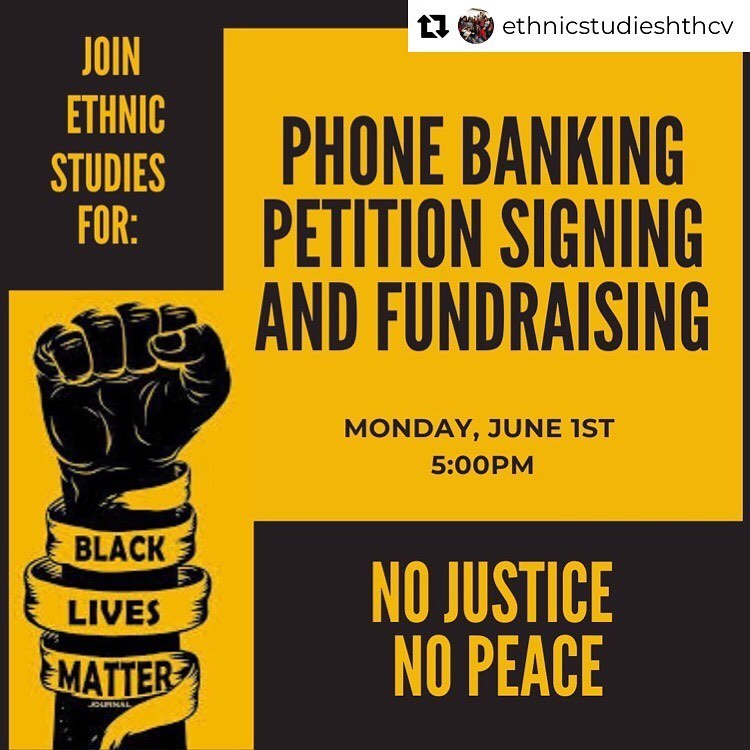 ethnicstudieshthcv
JOIN
ETHNIC
STUDIES
FOR:
PHONE BANKING
PETITION SIGNING
AND FUNDRAISING
MONDAY, JUNE 1ST
5:00PM
BLACK
LIVES
MATTER
JOURNAL
NO JUSTICE
NO PEACE